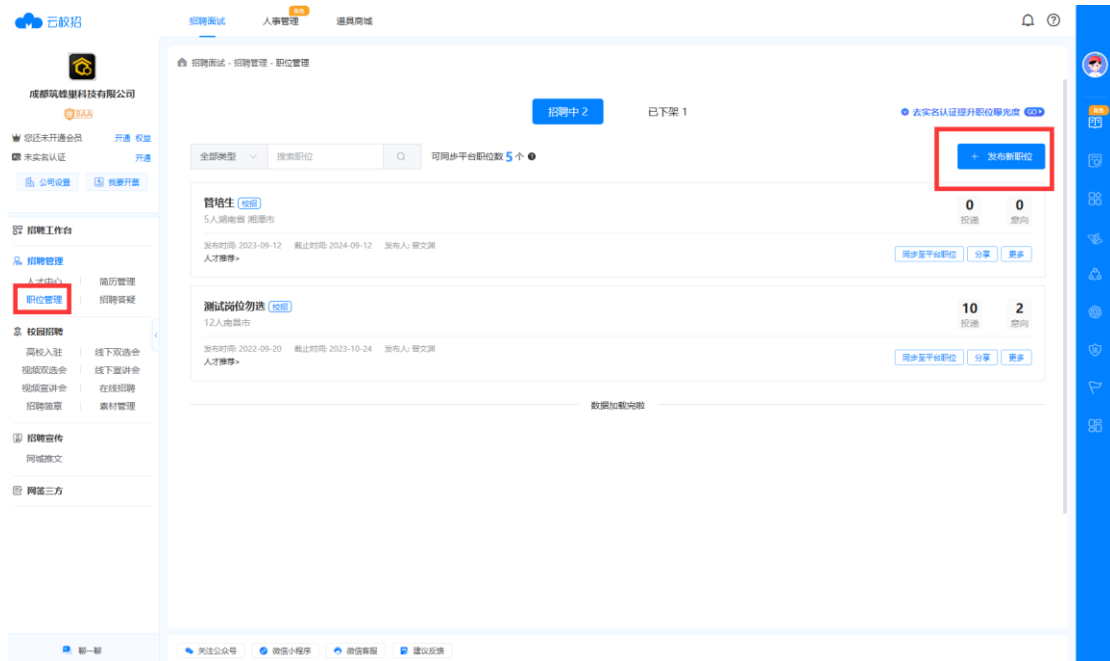 云校招
招聘面试 人事管理 道具商城
成都筑蜂巢科技有限公司
您还未开通会员 开通 权益
未实名认证 开通
公司设置 我要开票
招聘工作台
招聘管理
人才中心 简历管理
职位管理 招聘答疑
校园招聘
高校入驻 线下双选会
视频双选会 线下宣讲会
视频宣讲会 在线招聘
招聘简章 素材管理
招聘宣传
同城推文
网签三方
聊一聊
招聘面试 - 招聘管理 - 职位管理
招聘中 2 已下架 1 去实名认证提升职位曝光度 GO
全部类型 搜索职位 可同步平台职位数 5 个 + 发布新职位
管培生 校招 0 0
5人湖南省 湘潭市 投递 意向
发布时间: 2023-09-12 截止时间: 2024-09-12 发布人: 曾文渊
人才推荐» 同步至平台职位 分享 更多
测试岗位勿选 校招 10 2
12人南昌市 投递 意向
发布时间: 2022-09-20 截止时间: 2023-10-24 发布人: 曾文渊
人才推荐» 同步至平台职位 分享 更多
数据加载完啦
关注公众号 微信小程序 微信客服 建议反馈